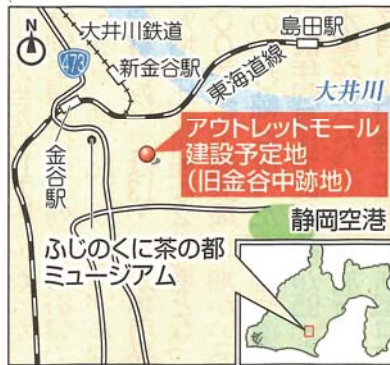 N
大井川鉄道
島田駅
473
新金谷駅
東海道線
大井川
アウトレットモール
建設予定地
(旧金谷中跡地)
金谷駅
静岡空港
ふじのくに茶の都
ミュージアム